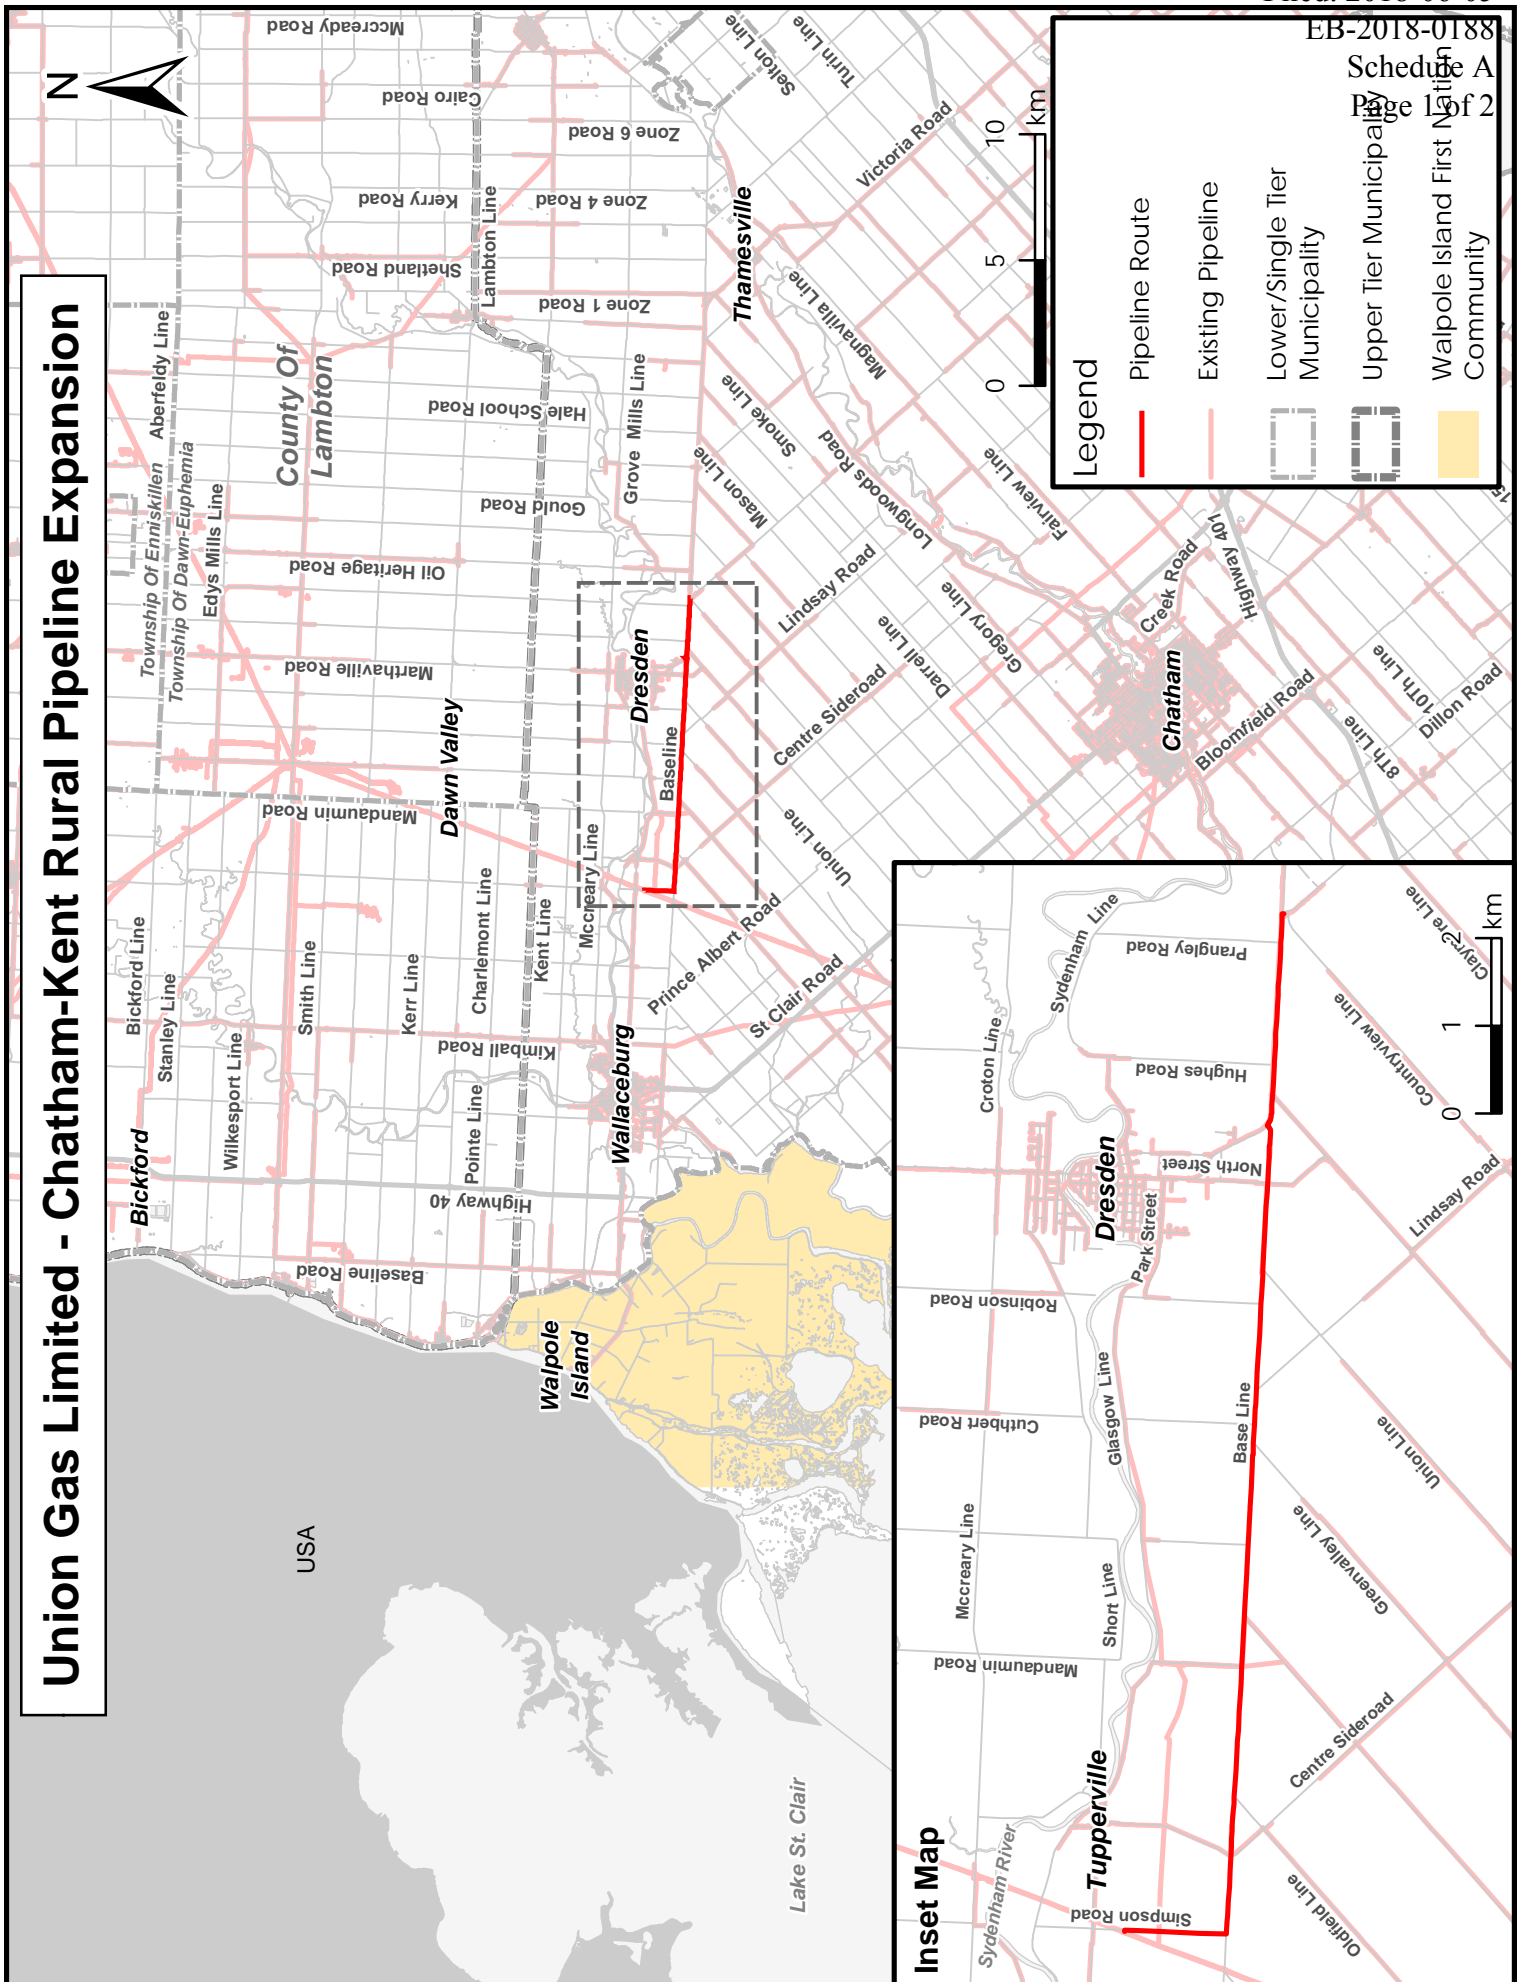 EB-2018-0188
Schedule A
Page 1 of 2
Union Gas Limited - Chatham-Kent Rural Pipeline Expansion
N
USA
Lake St. Clair
Bickford
Bickford Line
Stanley Line
Wilkesport Line
Smith Line
Kerr Line
Charlemont Line
Kent Line
Kimball Road
Pointe Line
Highway 40
Baseline Road
Walpole
Island
Wallaceburg
Mccreary Line
Prince Albert Road
St Clair Road
Mandaumin Road
Dawn Valley
Township Of Enniskillen
Township Of Dawn-Euphemia
Aberfeldy Line
Edys Mills Line
Marthaville Road
Oil Heritage Road
Gould Road
Hale School Road
County Of
Lambton
Shetland Road
Kerry Road
Cairo Road
Mccready Road
Lambton Line
Zone 1 Road
Zone 4 Road
Zone 6 Road
Grove Mills Line
Dresden
Baseline
Thamesville
Selton Line
Turin Line
Victoria Road
Magnavilla Line
Smoke Line
Mason Line
Longwoods Road
Fairview Line
Lindsay Road
Darrell Line
Gregory Line
Centre Sideroad
Union Line
Creek Road
Highway 401
Chatham
Bloomfield Road
8Th Line
10Th Line
Dillon Road
0 5 10
km
Legend
Pipeline Route
Existing Pipeline
Lower/Single Tier
Municipality
Upper Tier Municipality
Walpole Island First Nation
Community
Inset Map
Sydenham River
Tupperville
Simpson Road
Mandaumin Road
Mccreary Line
Short Line
Cuthbert Road
Glasgow Line
Robinson Road
Park Street
Dresden
North Street
Croton Line
Sydenham Line
Hughes Road
Prangley Road
Base Line
Oldfield Line
Centre Sideroad
Greenvalley Line
Union Line
Lindsay Road
Countryview Line
0 1 2
km